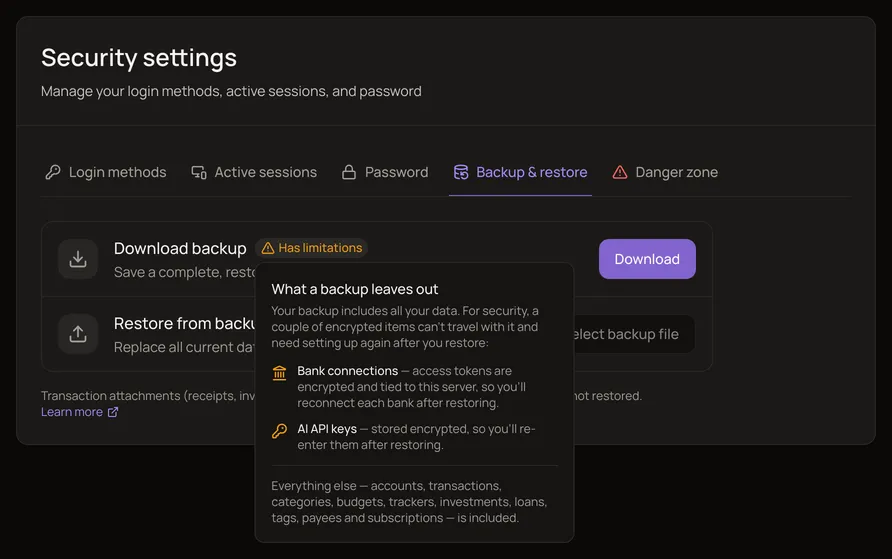 Security settings
Manage your login methods, active sessions, and password
Login methods
Active sessions
Password
Backup & restore
Danger zone
Download backup
Has limitations
Save a complete,
Download
Restore from
Replace all current
backup file
Transaction attachments (receipts,
not restored.
Learn more
What a backup leaves out
Your backup includes all your data. For security, a
couple of encrypted items can't travel with it and
need setting up again after you restore:
Bank connections — access tokens are
encrypted and tied to this server, so you'll
reconnect each bank after restoring.
AI API keys — stored encrypted, so you'll re-
enter them after restoring.
Everything else — accounts, transactions,
categories, budgets, trackers, investments, loans,
tags, payees and subscriptions — is included.